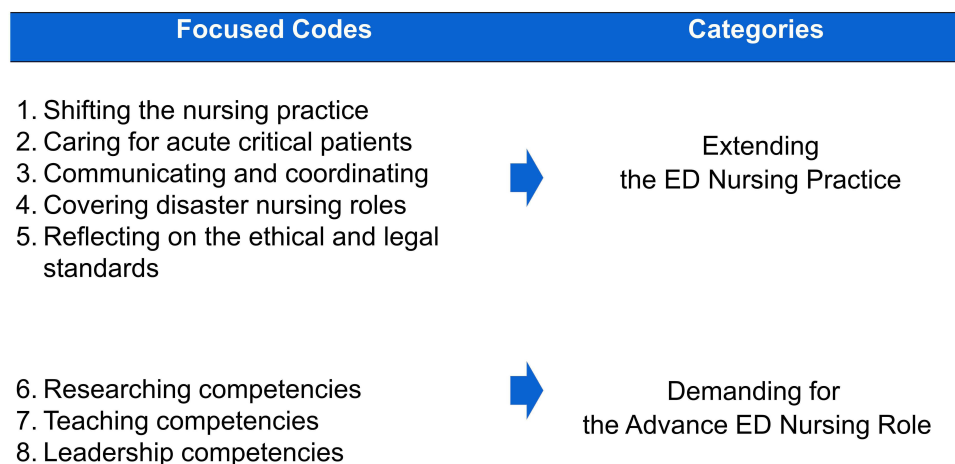 Focused Codes
Categories
1. Shifting the nursing practice
2. Caring for acute critical patients
3. Communicating and coordinating
4. Covering disaster nursing roles
5. Reflecting on the ethical and legal
standards
Extending
the ED Nursing Practice
6. Researching competencies
7. Teaching competencies
8. Leadership competencies
Demanding for
the Advance ED Nursing Role